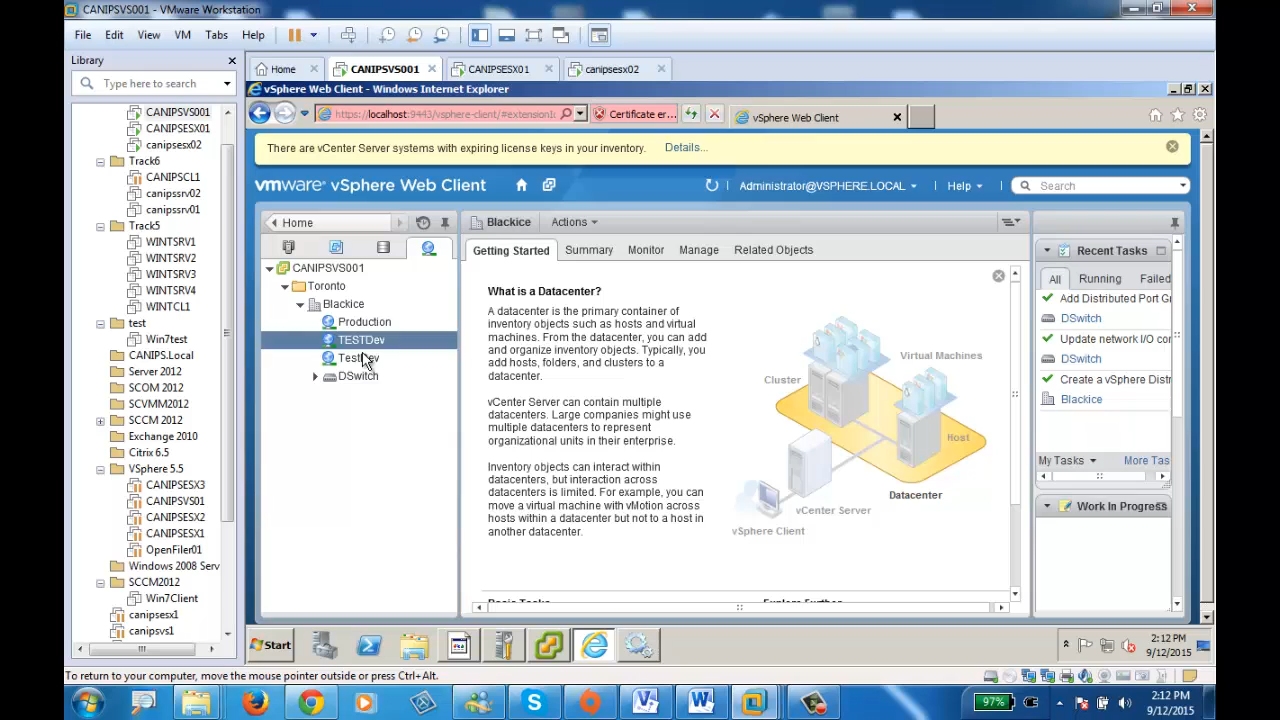 CANIPSVS001 - VMware Workstation
File Edit View VM Tabs Help
Library
Type here to search
CANIPSVS001
CANIPSESX01
canipsesx02
Track6
CANIPSCL1
canipssrv02
canipssrv01
Track5
WINTSRV1
WINTSRV2
WINTSRV3
WINTSRV4
WINTCL1
test
Win7test
CANIPS.Local
Server 2012
SCOM 2012
SCVMM2012
SCCM 2012
Exchange 2010
Citrix 6.5
VSphere 5.5
CANIPSESX3
CANIPSVS01
CANIPSESX2
CANIPSESX1
OpenFiler01
Windows 2008 Serv
SCCM2012
Win7Client
canipsesx1
canipsvs1
Home CANIPSVS001 CANIPSESX01 canipsesx02
vSphere Web Client - Windows Internet Explorer
https://localhost:9443/vsphere-client/#extensionI Certificate er... vSphere Web Client
There are vCenter Server systems with expiring license keys in your inventory. Details...
vmware® vSphere Web Client Administrator@VSPHERE.LOCAL Help Search
Home
CANIPSVS001
Toronto
Blackice
Production
TESTDev
TestDev
DSwitch
Blackice Actions
Getting Started Summary Monitor Manage Related Objects
What is a Datacenter?
A datacenter is the primary container of
inventory objects such as hosts and virtual
machines. From the datacenter, you can add
and organize inventory objects. Typically, you
add hosts, folders, and clusters to a
datacenter.
vCenter Server can contain multiple
datacenters. Large companies might use
multiple datacenters to represent
organizational units in their enterprise.
Inventory objects can interact within
datacenters, but interaction across
datacenters is limited. For example, you can
move a virtual machine with vMotion across
hosts within a datacenter but not to a host in
another datacenter.
Virtual Machines
Cluster
Host
Datacenter
vCenter Server
vSphere Client
Basic Tasks Explore Further
Recent Tasks
All Running Failed
Add Distributed Port Gr
DSwitch
Update network I/O con
DSwitch
Create a vSphere Distr
Blackice
My Tasks More Tas
Work In Progress
Start
2:12 PM
9/12/2015
To return to your computer, move the mouse pointer outside or press Ctrl+Alt.
97%
2:12 PM
9/12/2015